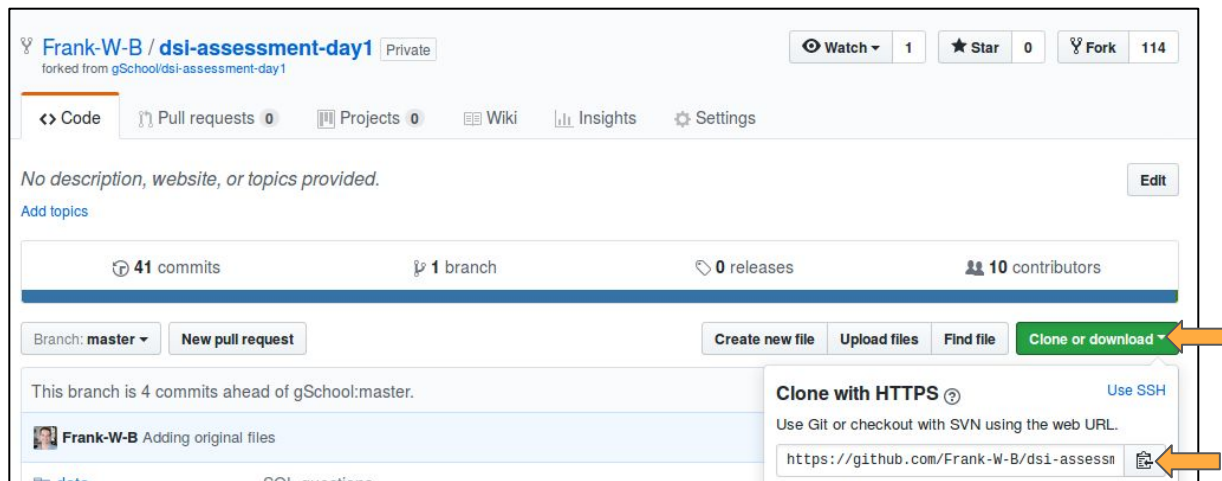 Frank-W-B / dsi-assessment-day1 Private
Watch 1 Star 0 Fork 114
forked from gSchool/dsi-assessment-day1
<> Code Pull requests 0 Projects 0 Wiki Insights Settings
No description, website, or topics provided. Edit
Add topics
41 commits 1 branch 0 releases 10 contributors
Branch: master New pull request Create new file Upload files Find file Clone or download
This branch is 4 commits ahead of gSchool:master.
Clone with HTTPS ? Use SSH
Frank-W-B Adding original files
Use Git or checkout with SVN using the web URL.
https://github.com/Frank-W-B/dsi-assessm
data SQL questions